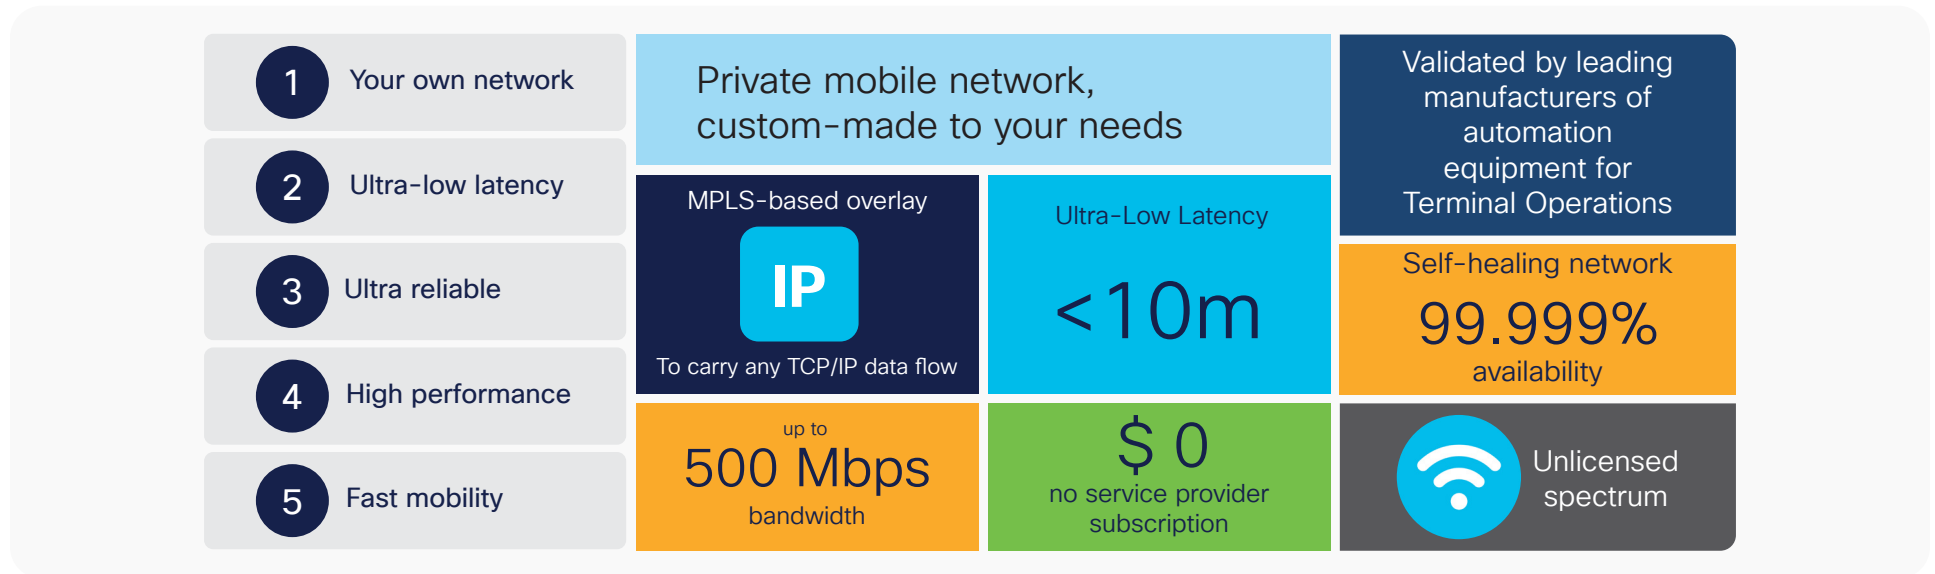 1 Your own network
2 Ultra-low latency
3 Ultra reliable
4 High performance
5 Fast mobility
Private mobile network,
custom-made to your needs
MPLS-based overlay
IP
To carry any TCP/IP data flow
Ultra-Low Latency
<10m
up to
500 Mbps
bandwidth
$ 0
no service provider
subscription
Validated by leading
manufacturers of
automation
equipment for
Terminal Operations
Self-healing network
99.999%
availability
Unlicensed
spectrum